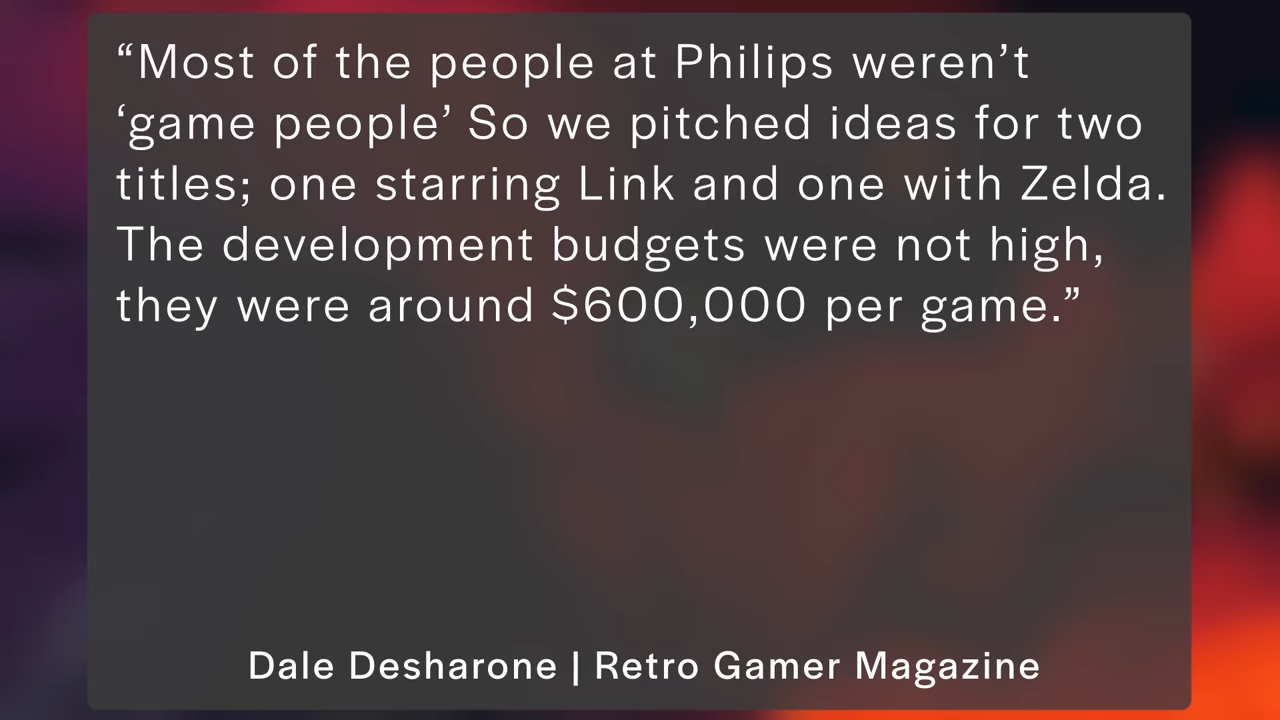 “Most of the people at Philips weren’t
‘game people’ So we pitched ideas for two
titles; one starring Link and one with Zelda.
The development budgets were not high,
they were around $600,000 per game.”
Dale Desharone | Retro Gamer Magazine